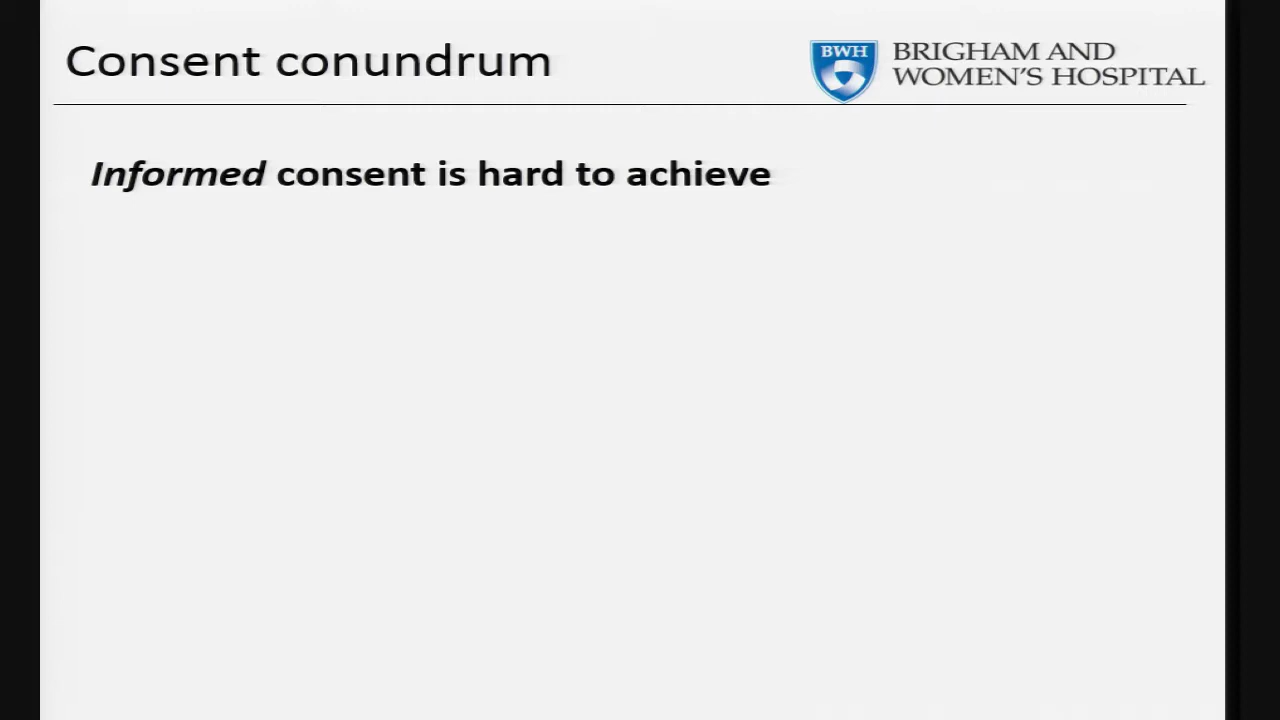 Consent conundrum
BWH
BRIGHAM AND
WOMEN'S HOSPITAL
Informed consent is hard to achieve